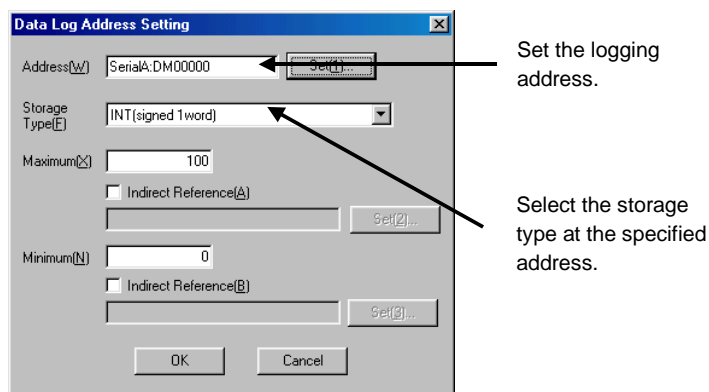 Data Log Address Setting
Address(W) SerialA:DM00000 Set(1)...
Set the logging
address.
Storage
Type(F) INT(signed 1word)
Maximum(X) 100
Indirect Reference(A)
Set(2)...
Select the storage
type at the specified
address.
Minimum(N) 0
Indirect Reference(B)
Set(3)...
OK Cancel